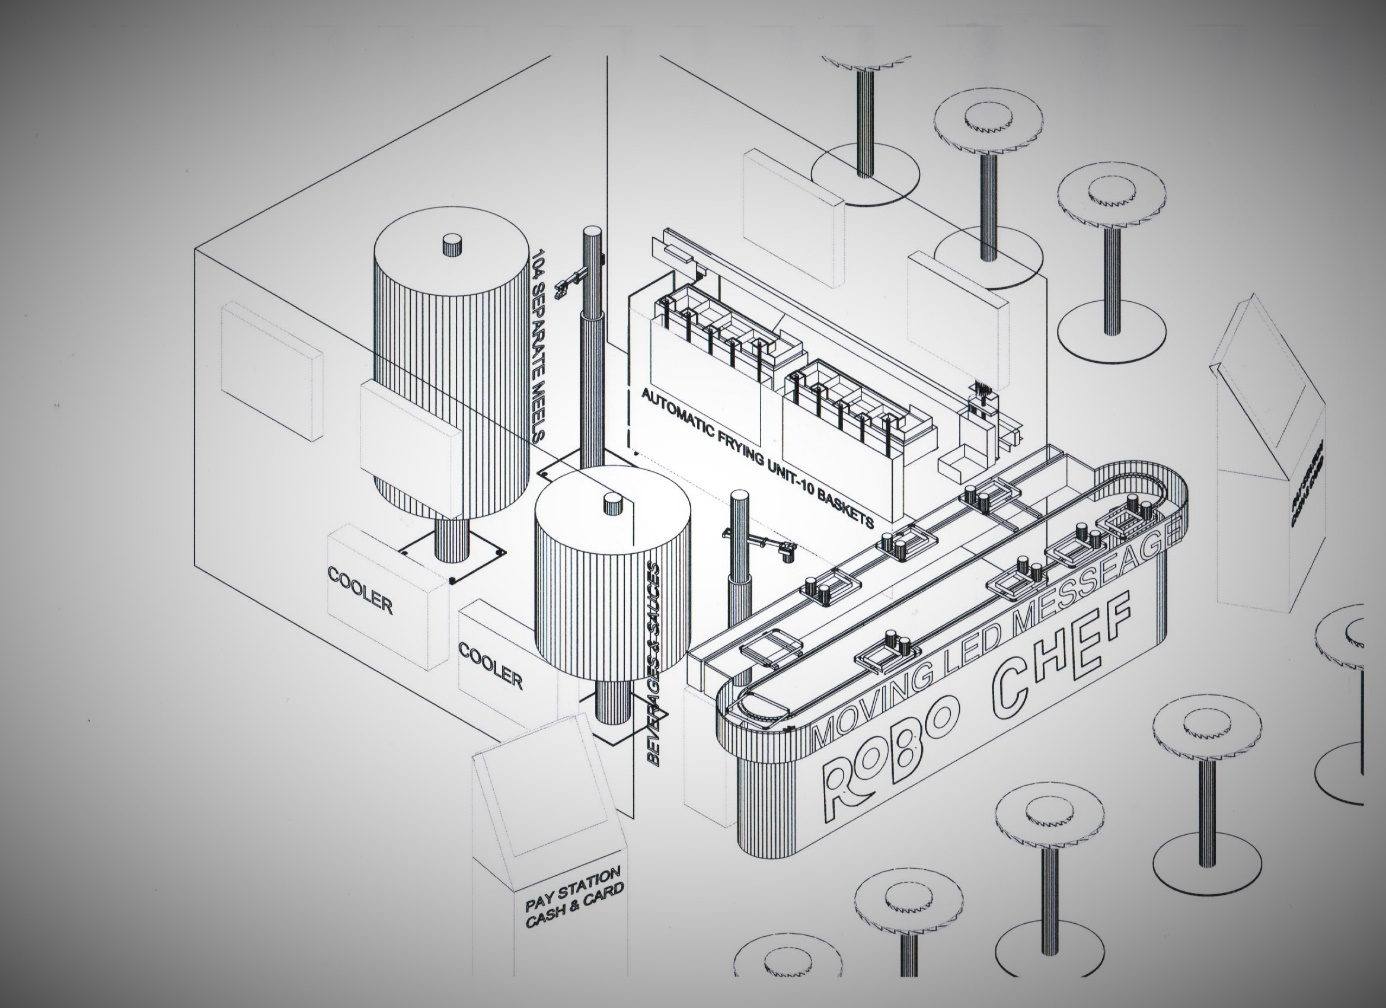 104 SEPARATE MEELS
AUTOMATIC FRYING UNIT-10 BASKETS
COOLER
COOLER
BEVERAGES & SAUCES
MOVING LED MESSEAGE
ROBO CHEF
PAY STATION
CASH & CARD